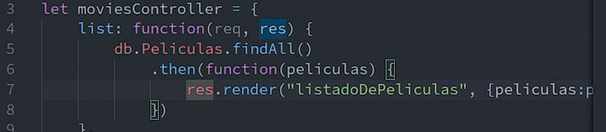 3 let moviesController = {
4 list: function(req, res) {
5 db.Peliculas.findAll()
6 .then(function(peliculas) {
7 res.render("listadoDePeliculas", {peliculas:p
8 })
9 },